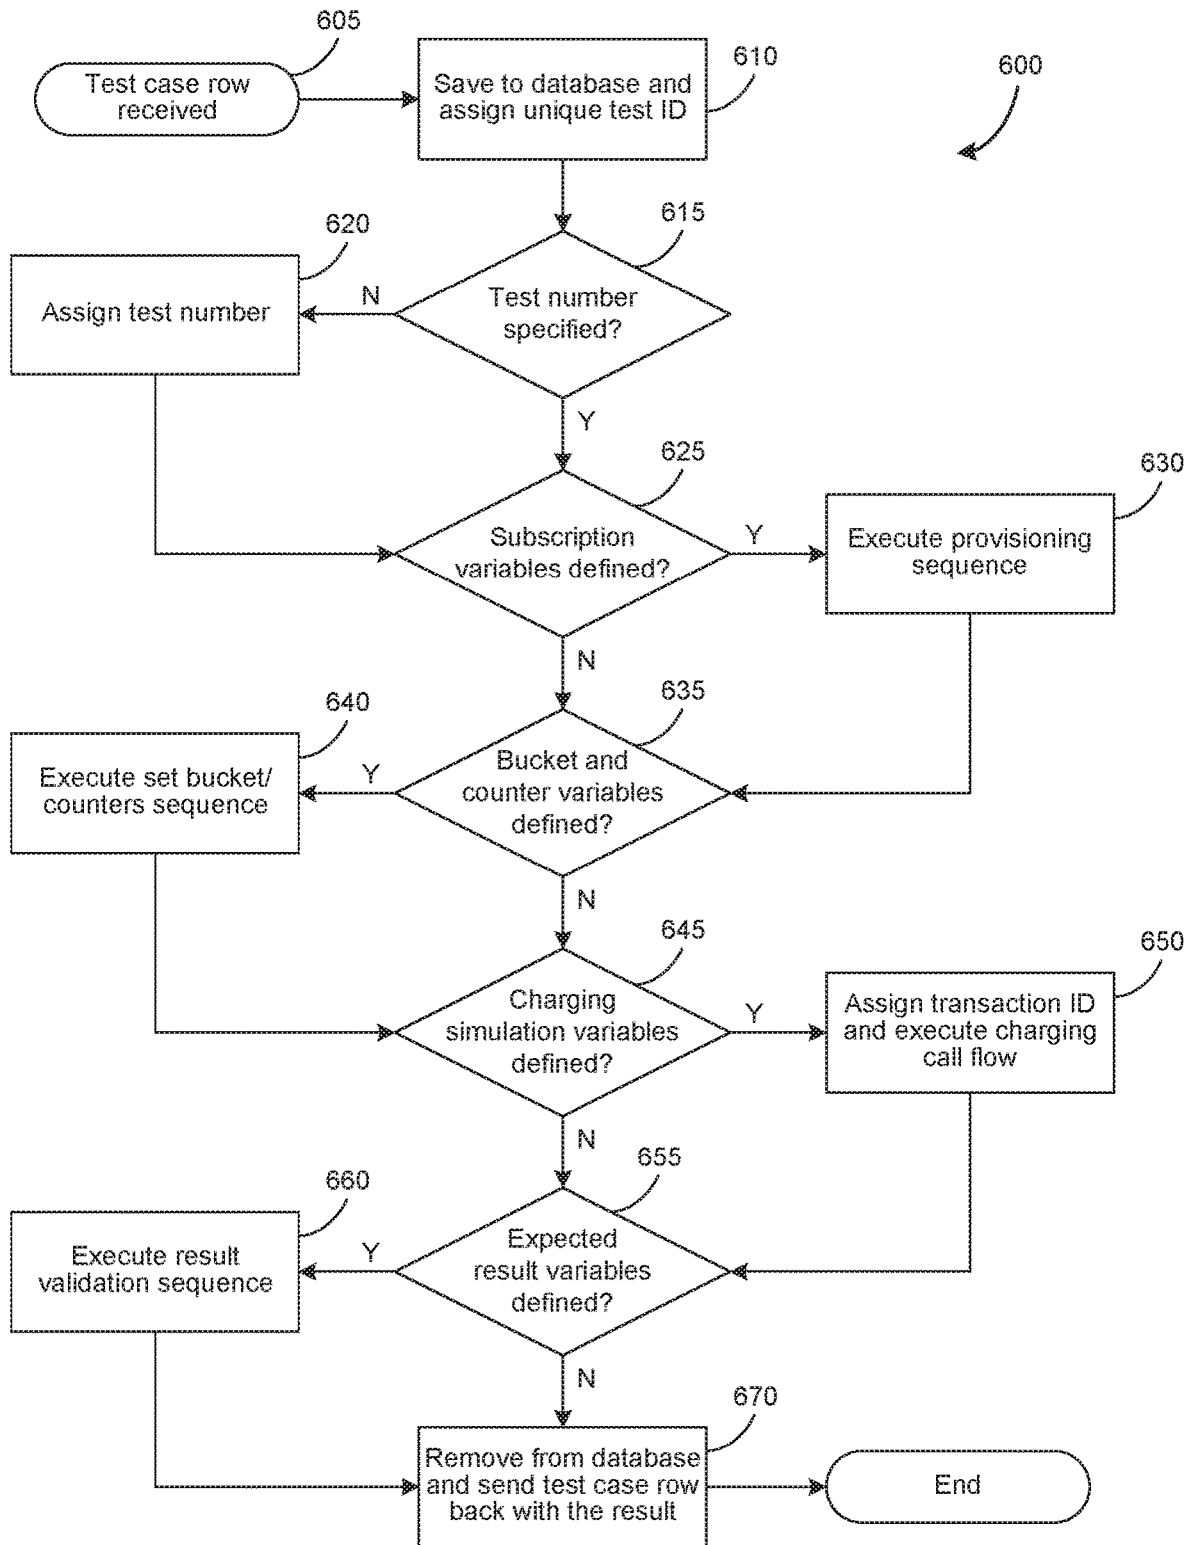 605
Test case row
received
610
Save to database and
assign unique test ID
600
615
Test number
specified?
620
N
Assign test number
Y
625
Subscription
variables defined?
Y
630
Execute provisioning
sequence
N
635
Bucket and
counter variables
defined?
640
Y
Execute set bucket/
counters sequence
N
645
Charging
simulation variables
defined?
Y
650
Assign transaction ID
and execute charging
call flow
N
655
Expected
result variables
defined?
660
Y
Execute result
validation sequence
N
670
Remove from database
and send test case row
back with the result
End